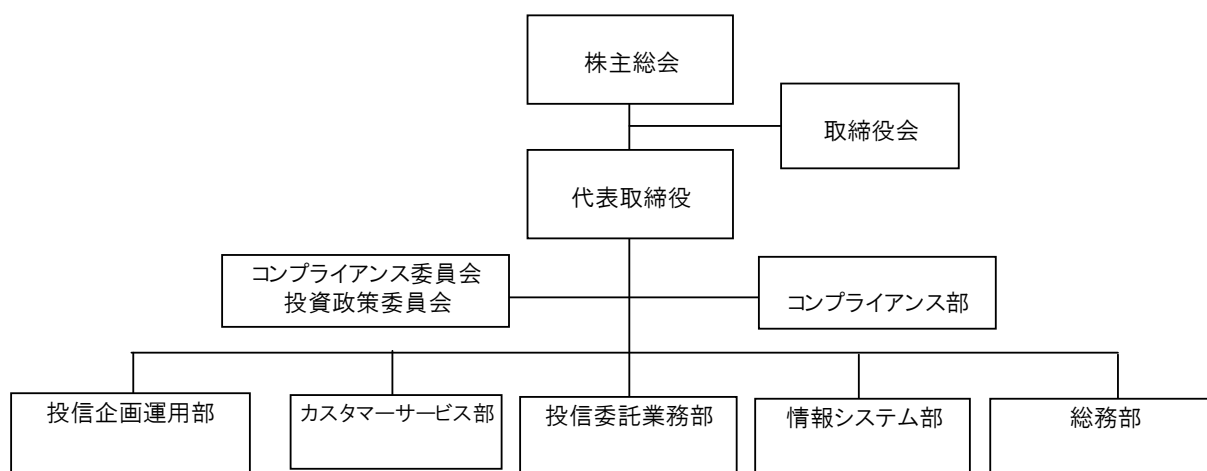 株主総会
取締役会
代表取締役
コンプライアンス委員会
投資政策委員会
コンプライアンス部
投信企画運用部
カスタマーサービス部
投信委託業務部
情報システム部
総務部